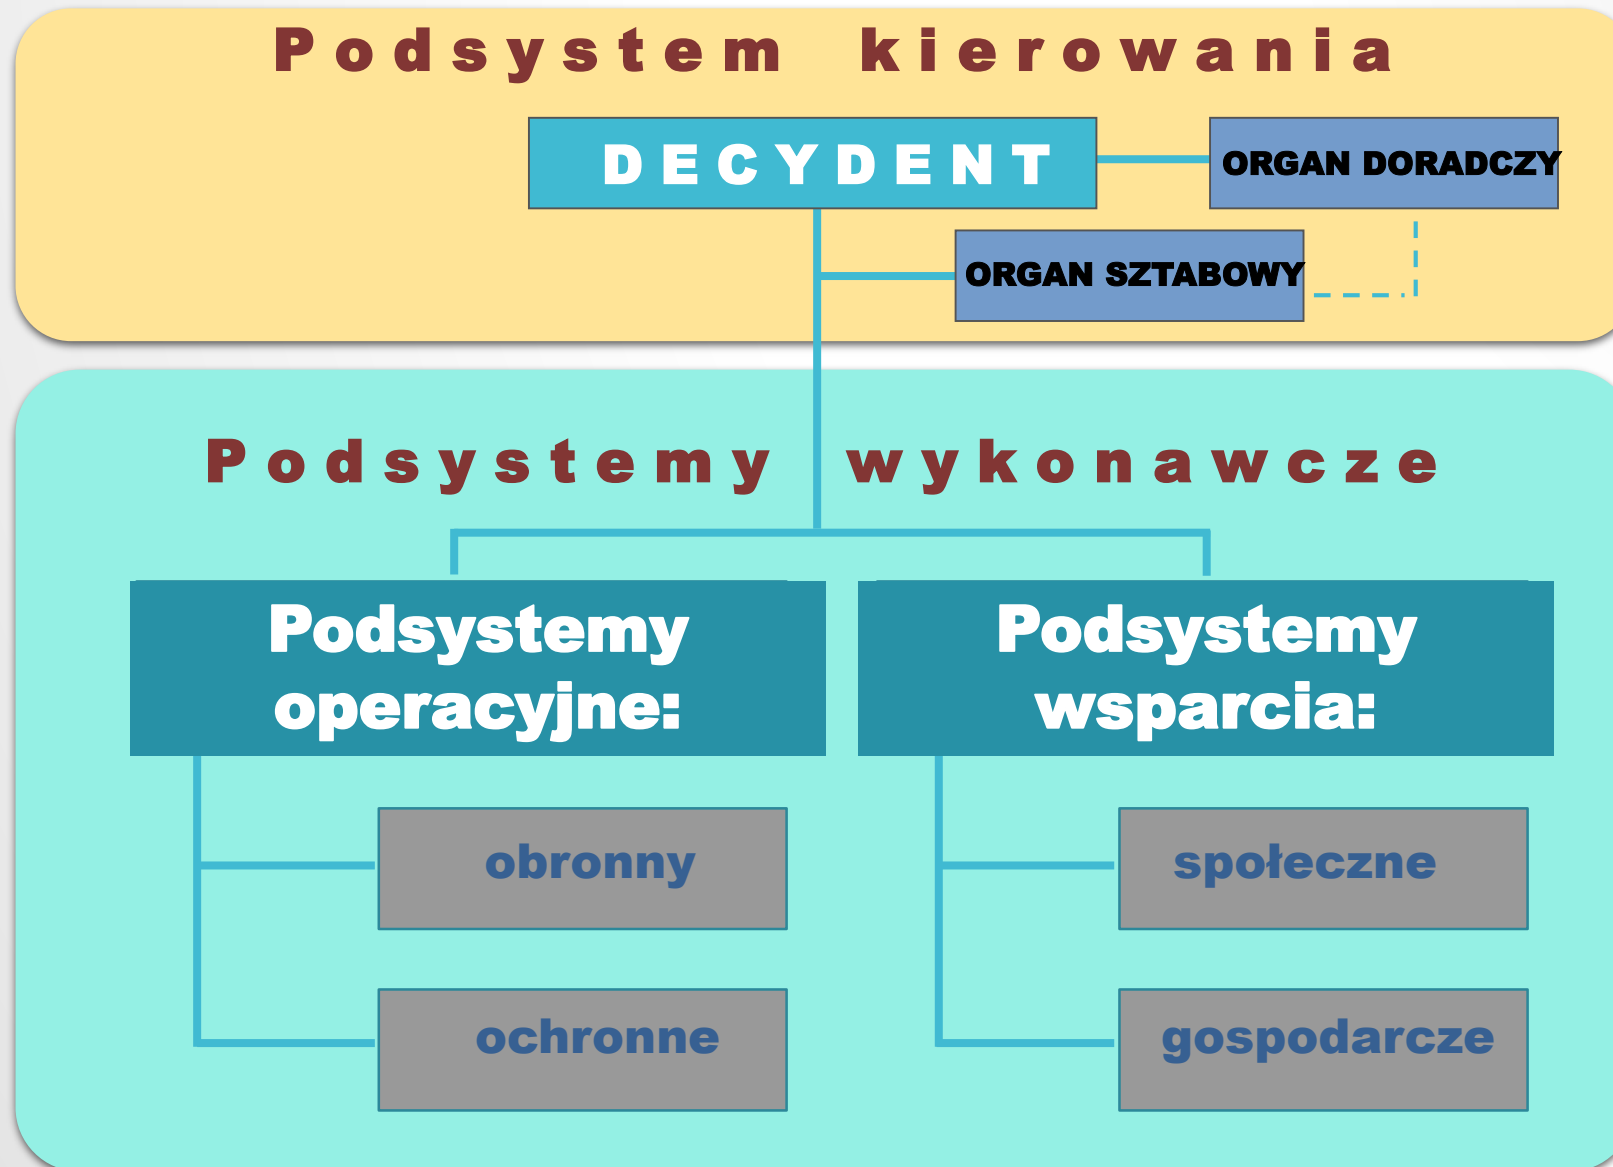 Podsystem kierowania
DECYDENT
ORGAN DORADCZY
ORGAN SZTABOWY
Podsystemy wykonawcze
Podsystemy
operacyjne:
obronny
ochronne
Podsystemy
wsparcia:
społeczne
gospodarcze